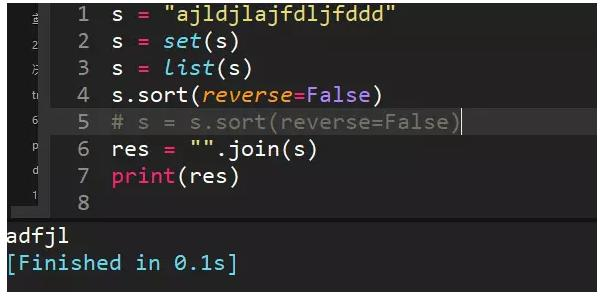 1 s = "ajldjlajfdljfddd"
2 s = set(s)
3 s = list(s)
4 s.sort(reverse=False)
5 # s = s.sort(reverse=False)
6 res = "".join(s)
7 print(res)
8
adfjl
[Finished in 0.1s]